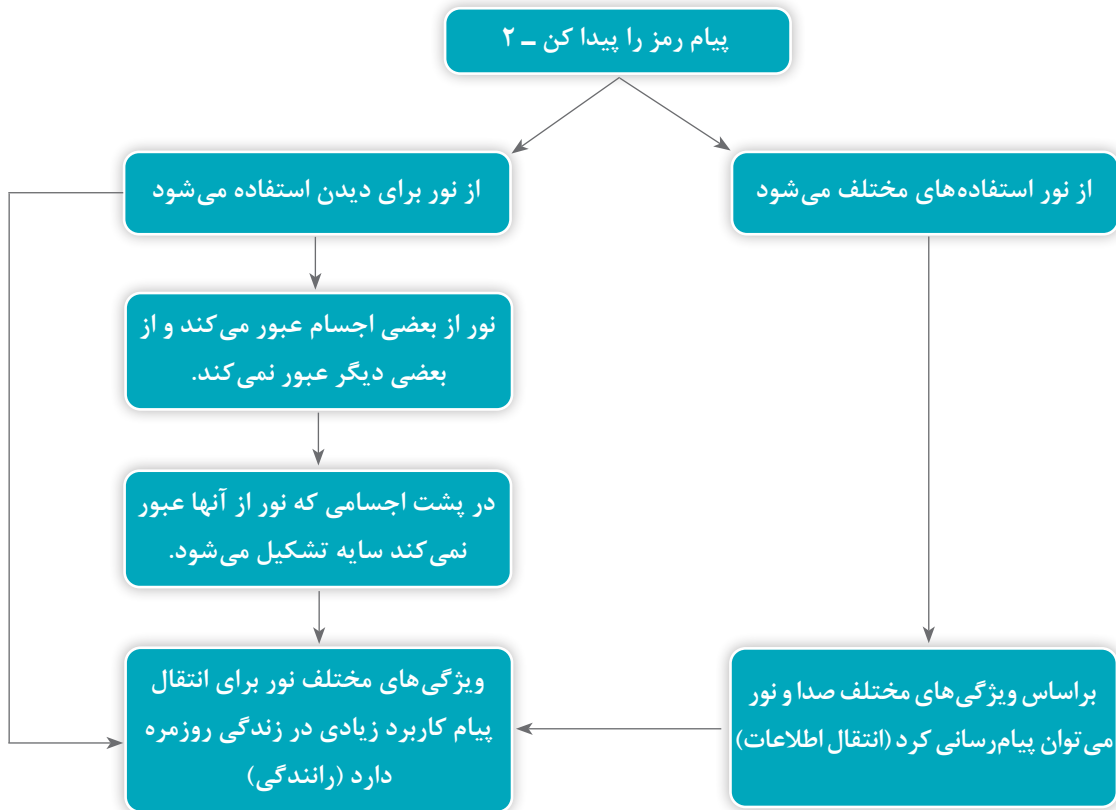 پیام رمز را پیدا کن ــ ۲
از نور استفاده‌های مختلف می‌شود
از نور برای دیدن استفاده می‌شود
نور از بعضی اجسام عبور می‌کند و از
بعضی دیگر عبور نمی‌کند.
در پشت اجسامی که نور از آنها عبور
نمی‌کند سایه تشکیل می‌شود.
براساس ویژگی‌های مختلف صدا و نور
می‌توان پیام‌رسانی کرد (انتقال اطلاعات)
ویژگی‌های مختلف نور برای انتقال
پیام کاربرد زیادی در زندگی روزمره
دارد (رانندگی)